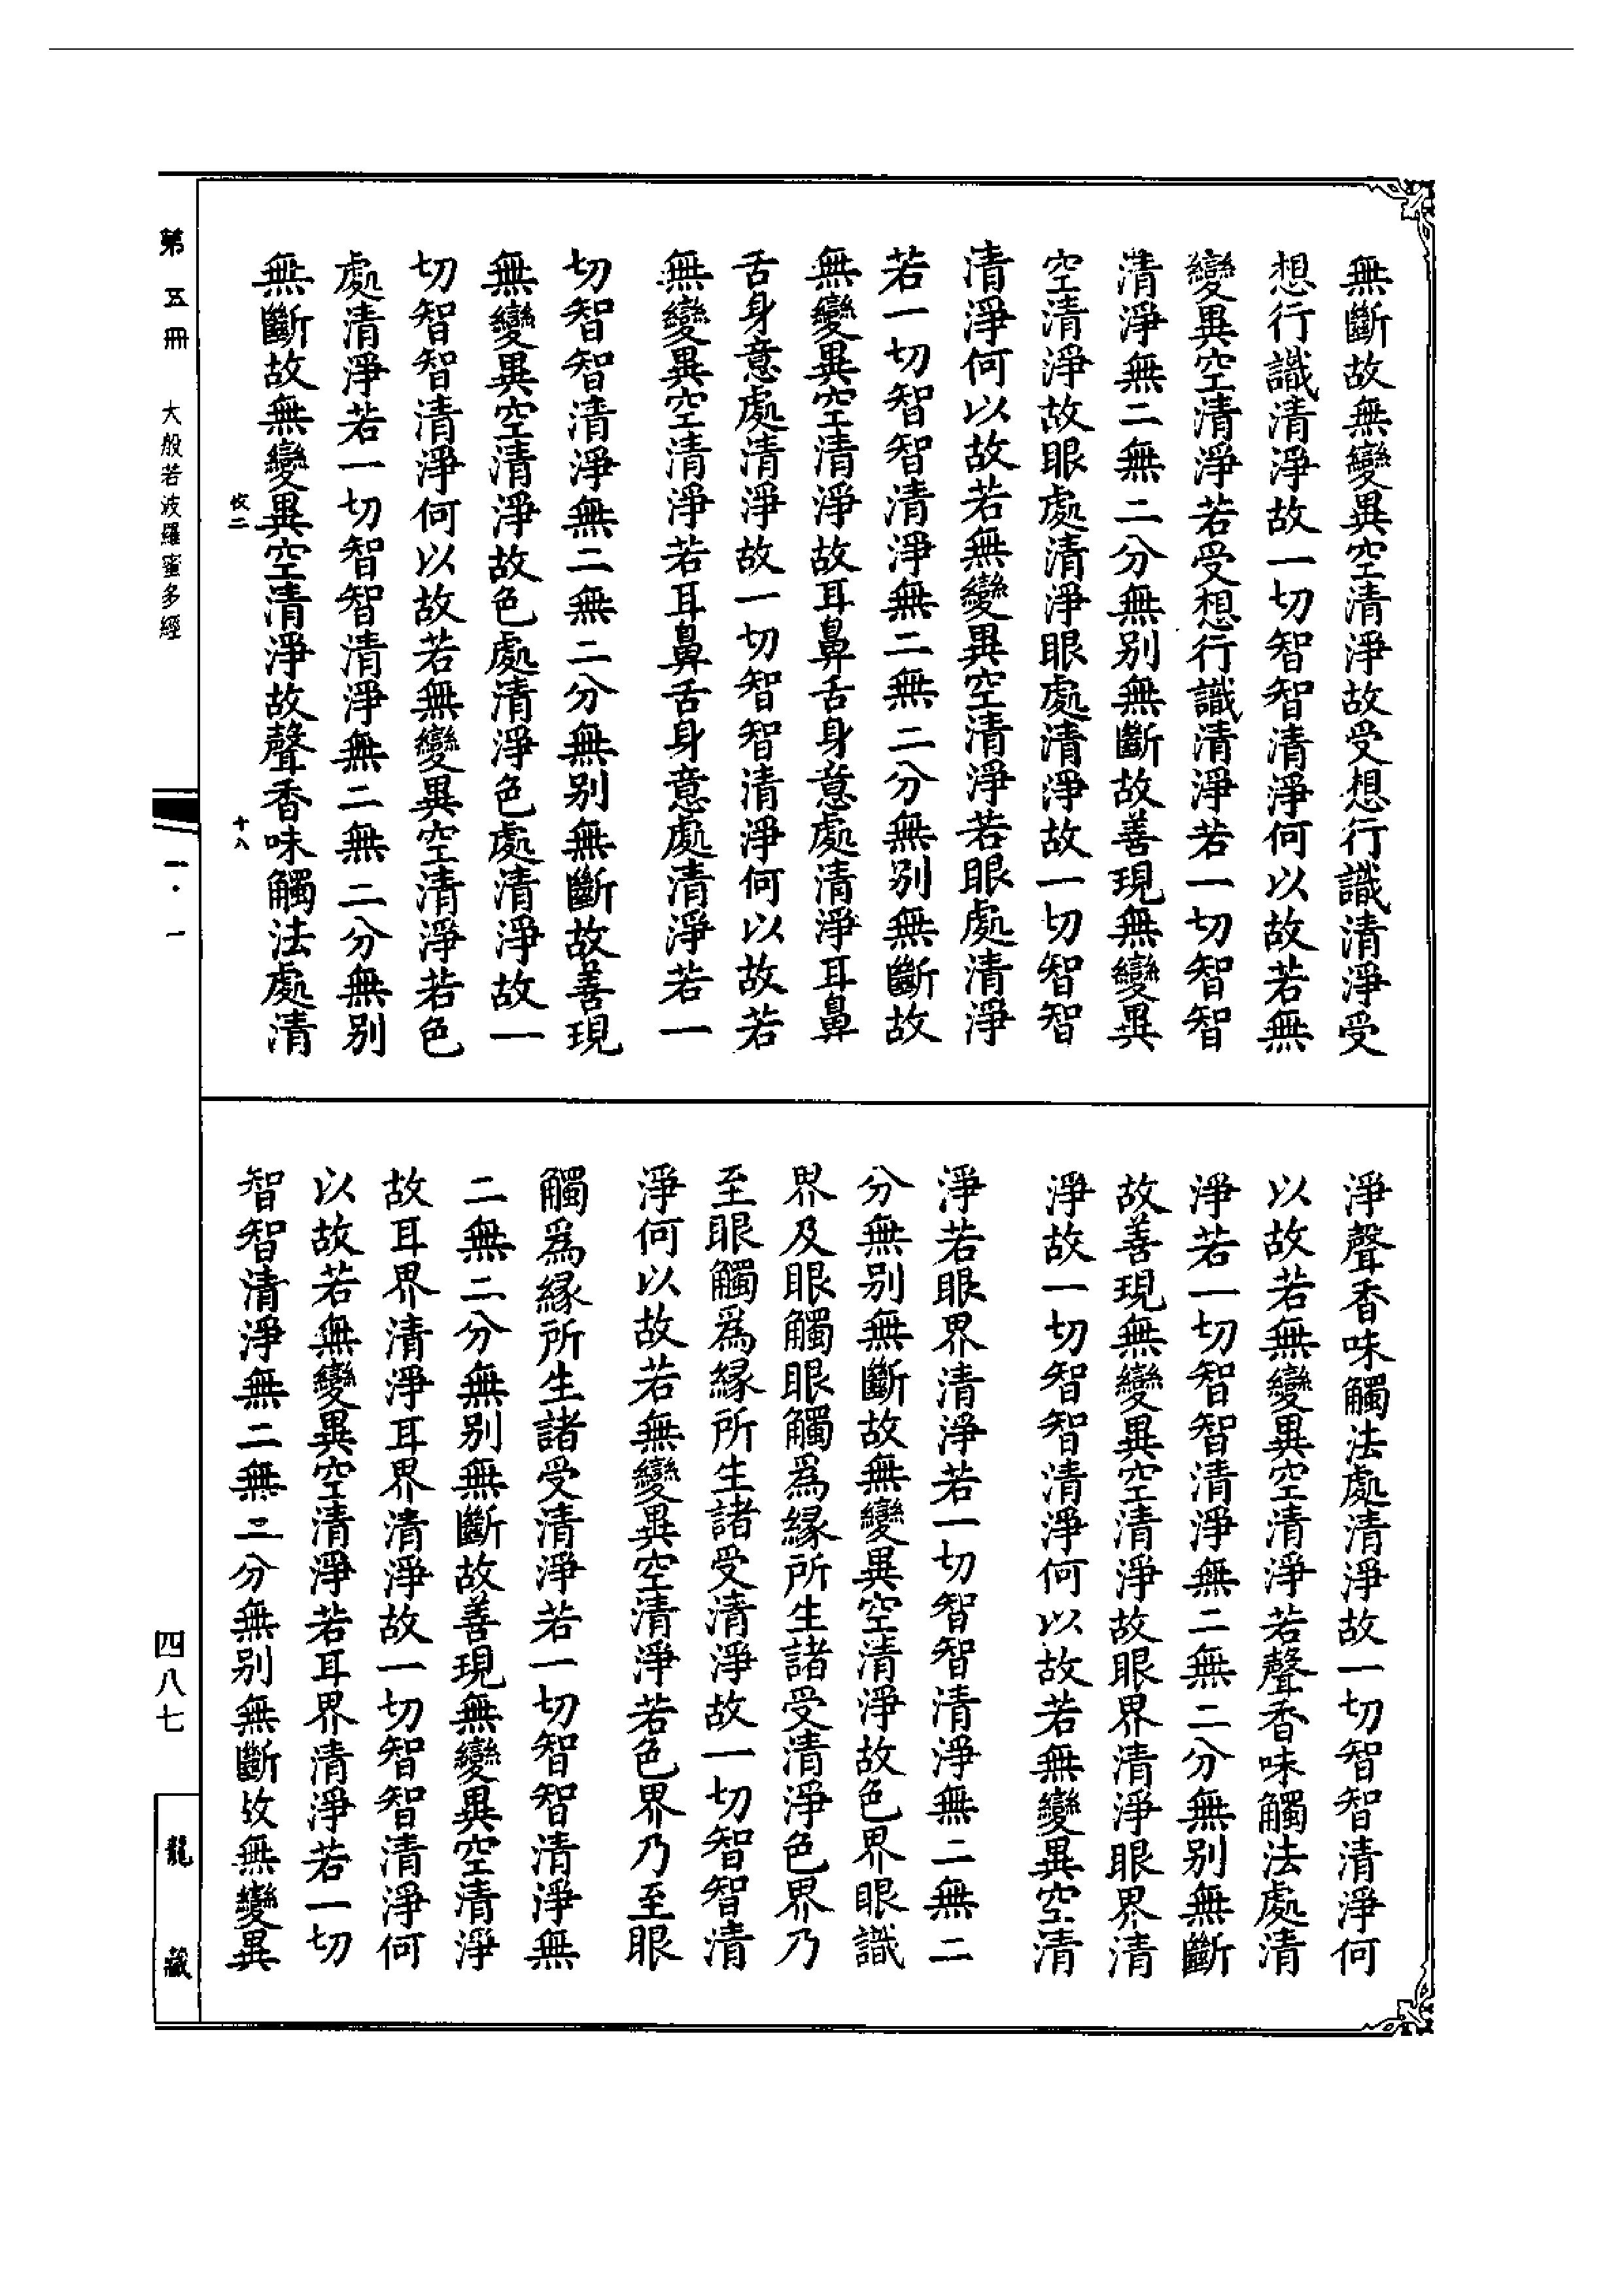 無斷故無變異空清淨故受想行識清淨受
想行識清淨故一切智智清淨何以故若無
變異空清淨若受想行識清淨若一切智智
清淨無二無二分無別無斷故善現無變異
空清淨故眼處清淨眼處清淨故一切智智
清淨何以故若無變異空清淨若眼處清淨
若一切智智清淨無二無二分無別無斷故
無變異空清淨故耳鼻舌身意處清淨耳鼻
舌身意處清淨故一切智智清淨何以故若
無變異空清淨若耳鼻舌身意處清淨若一
切智智清淨無二無二分無別無斷故善現
無變異空清淨故色處清淨色處清淨故一
切智智清淨何以故若無變異空清淨若色
處清淨若一切智智清淨無二無二分無別
無斷故無變異空清淨故聲香味觸法處清
淨聲香味觸法處清淨故一切智智清淨何
以故若無變異空清淨若聲香味觸法處清
淨若一切智智清淨無二無二分無別無斷
故善現無變異空清淨故眼界清淨眼界清
淨故一切智智清淨何以故若無變異空清
淨若眼界清淨若一切智智清淨無二無二
分無別無斷故無變異空清淨故色界眼識
界及眼觸眼觸爲緣所生諸受清淨色界乃
至眼觸爲緣所生諸受清淨故一切智智清
淨何以故若無變異空清淨若色界乃至眼
觸爲緣所生諸受清淨若一切智智清淨無
二無二分無別無斷故善現無變異空清淨
故耳界清淨耳界清淨故一切智智清淨何
以故若無變異空清淨若耳界清淨若一切
智智清淨無二無二分無別無斷故無變異
十八
第五冊 大般若波羅蜜多經
一·一
四八七
龍藏